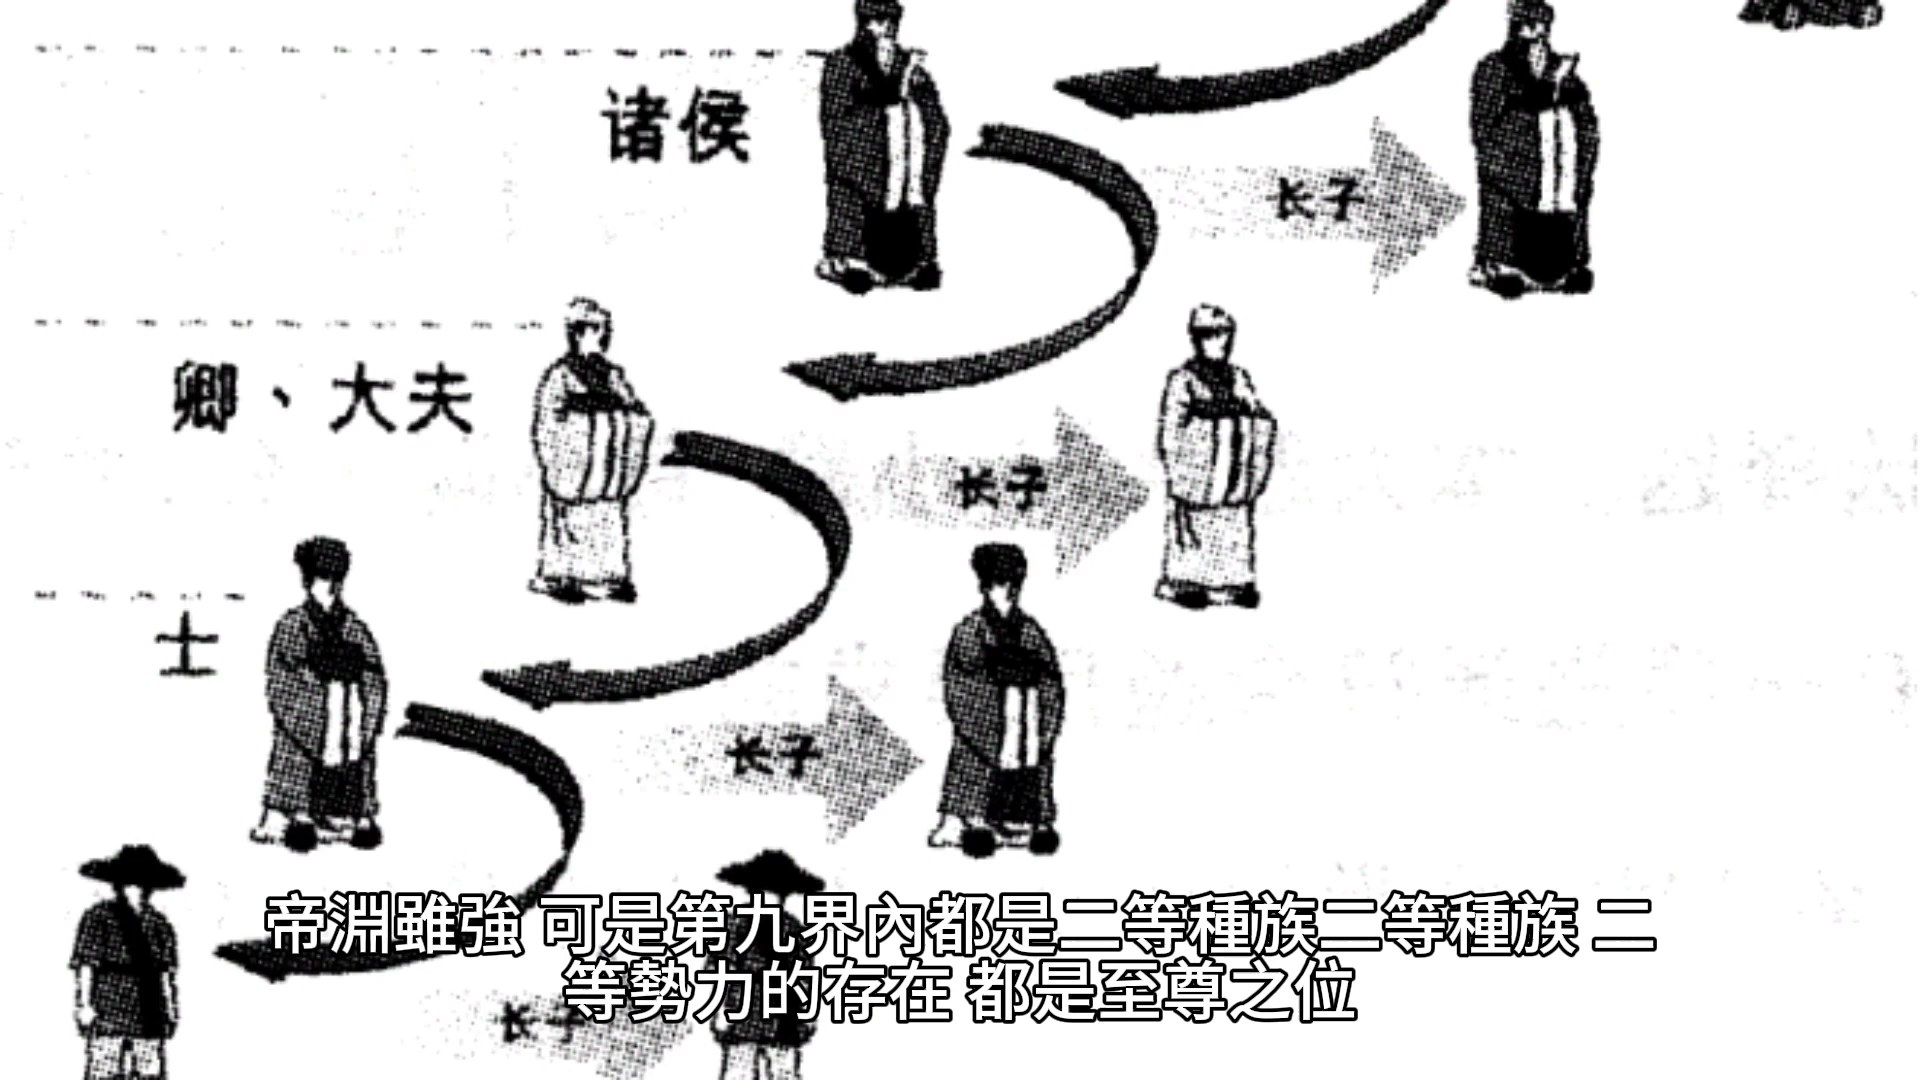 诸侯
长子
卿、大夫
长子
士
长子
帝淵雖強 可是第九界內都是二等種族二等種族 二
等勢力的存在 都是至尊之位
长子